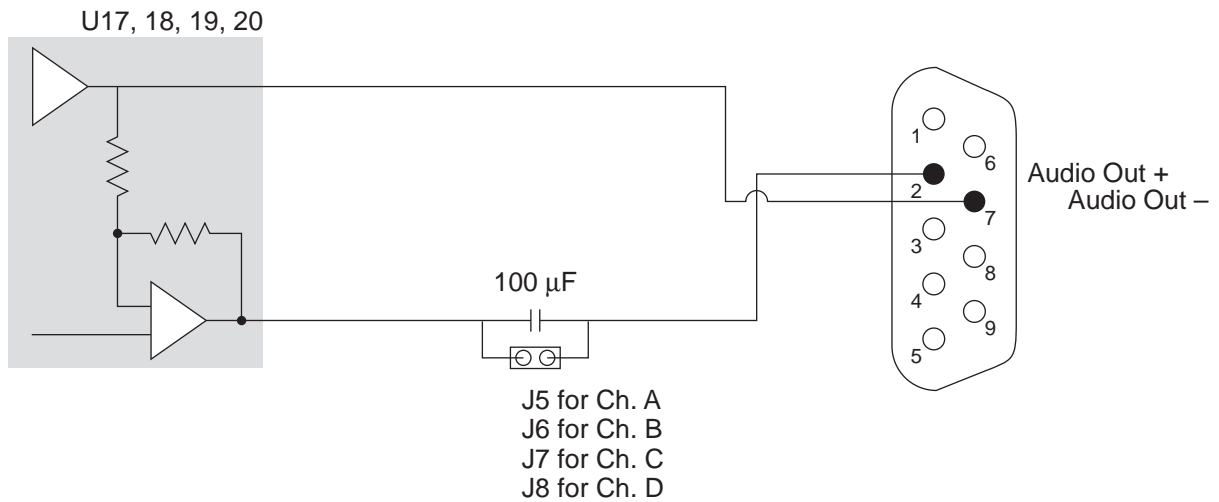 U17, 18, 19, 20
1
6
2
Audio Out +
Audio Out –
7
3
8
100 μF
4
9
5
J5 for Ch. A
J6 for Ch. B
J7 for Ch. C
J8 for Ch. D